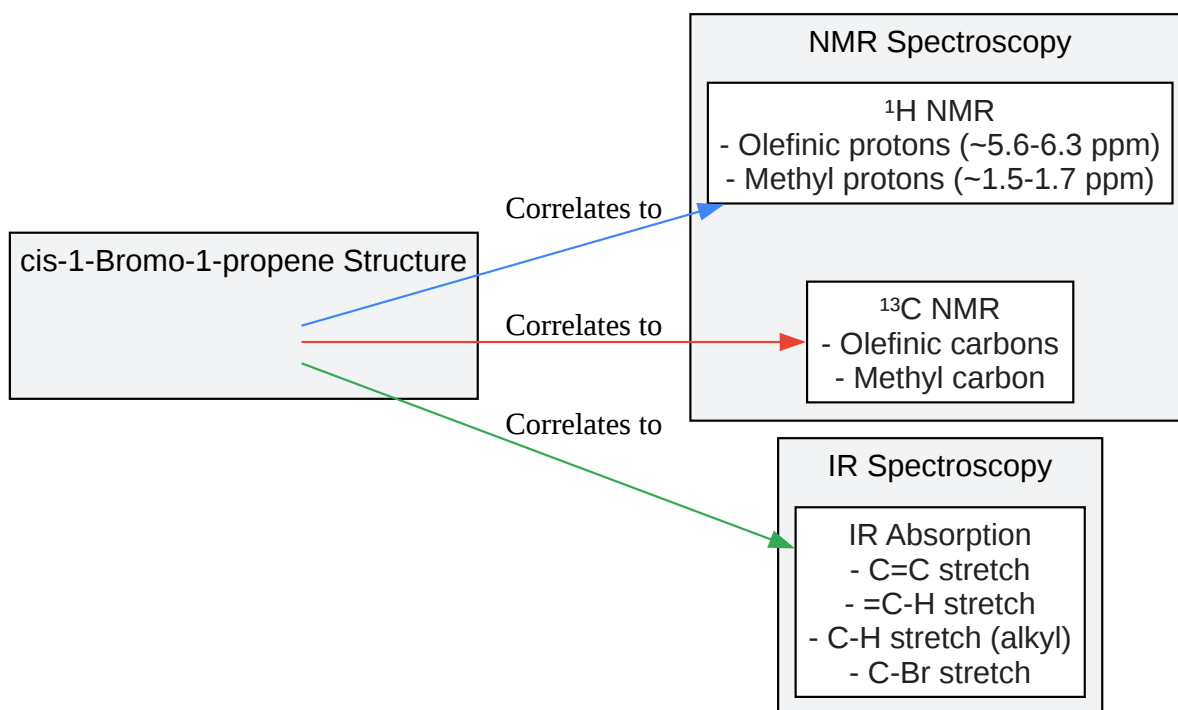 cis-1-Bromo-1-propene Structure
Correlates to
Correlates to
Correlates to
NMR Spectroscopy
¹H NMR
- Olefinic protons (~5.6-6.3 ppm)
- Methyl protons (~1.5-1.7 ppm)
¹³C NMR
- Olefinic carbons
- Methyl carbon
IR Spectroscopy
IR Absorption
- C=C stretch
- =C-H stretch
- C-H stretch (alkyl)
- C-Br stretch